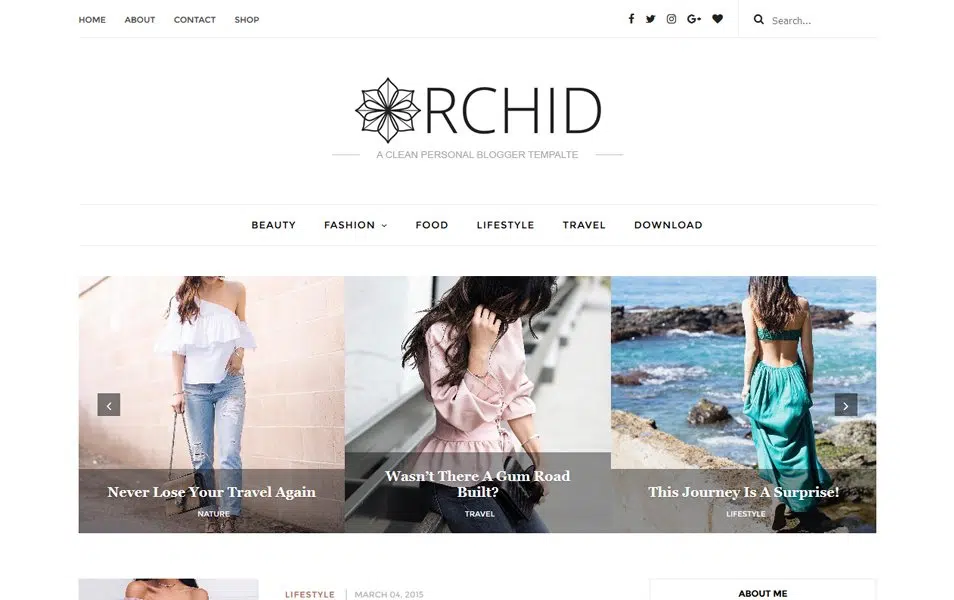 HOME ABOUT CONTACT SHOP Search...
RCHID
A CLEAN PERSONAL BLOGGER TEMPALTE
BEAUTY FASHION FOOD LIFESTYLE TRAVEL DOWNLOAD
Never Lose Your Travel Again
NATURE
Wasn't There A Gum Road
Built?
TRAVEL
This Journey Is A Surprise!
LIFESTYLE
LIFESTYLE MARCH 04, 2015
ABOUT ME